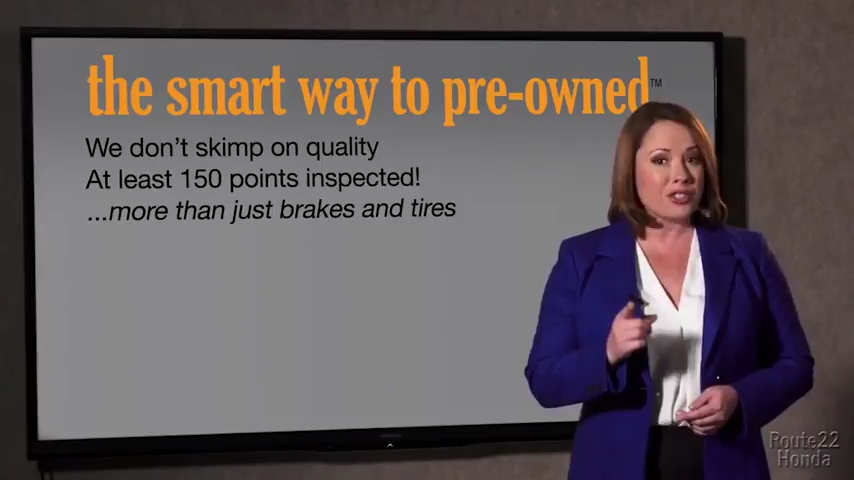 the smart way to pre-owned™
We don't skimp on quality
At least 150 points inspected!
...more than just brakes and tires
Route22
Honda